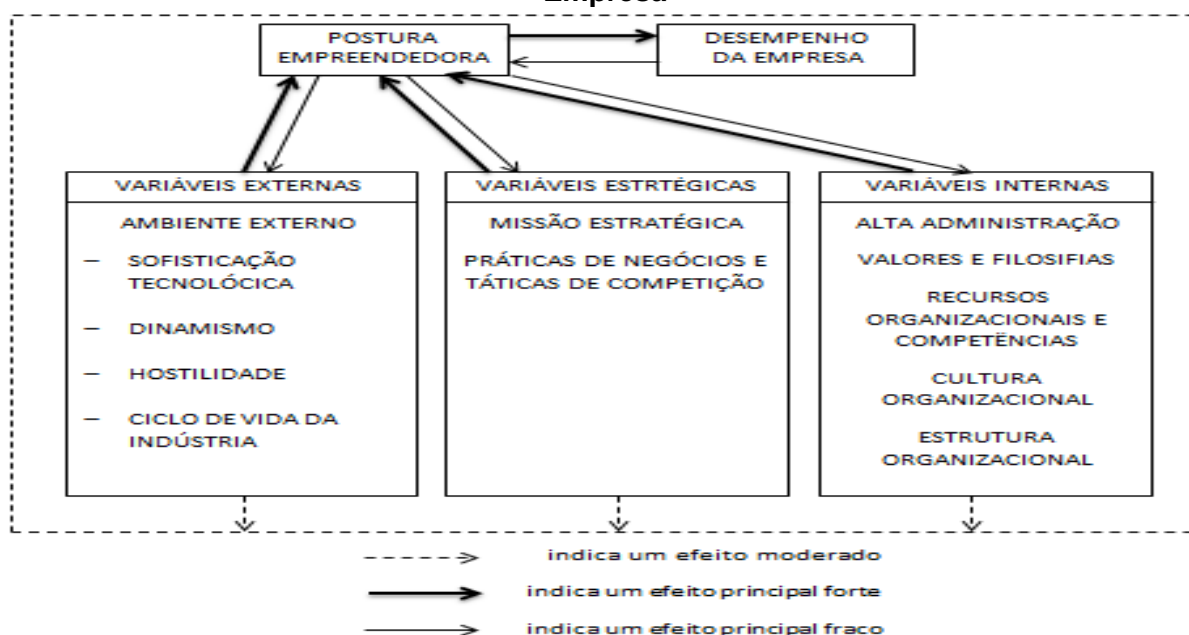 Empresa
POSTURA
EMPREENDEDORA
DESEMPENHO
DA EMPRESA
VARIÁVEIS EXTERNAS
AMBIENTE EXTERNO
– SOFISTICAÇÃO
TECNOLÓCICA
– DINAMISMO
– HOSTILIDADE
– CICLO DE VIDA DA
INDÚSTRIA
VARIÁVEIS ESTRTÉGICAS
MISSÃO ESTRATÉGICA
PRÁTICAS DE NEGÓCIOS E
TÁTICAS DE COMPETIÇÃO
VARIÁVEIS INTERNAS
ALTA ADMINISTRAÇÃO
VALORES E FILOSIFIAS
RECURSOS
ORGANIZACIONAIS E
COMPETËNCIAS
CULTURA
ORGANIZACIONAL
ESTRUTURA
ORGANIZACIONAL
indica um efeito moderado
indica um efeito principal forte
indica um efeito principal fraco